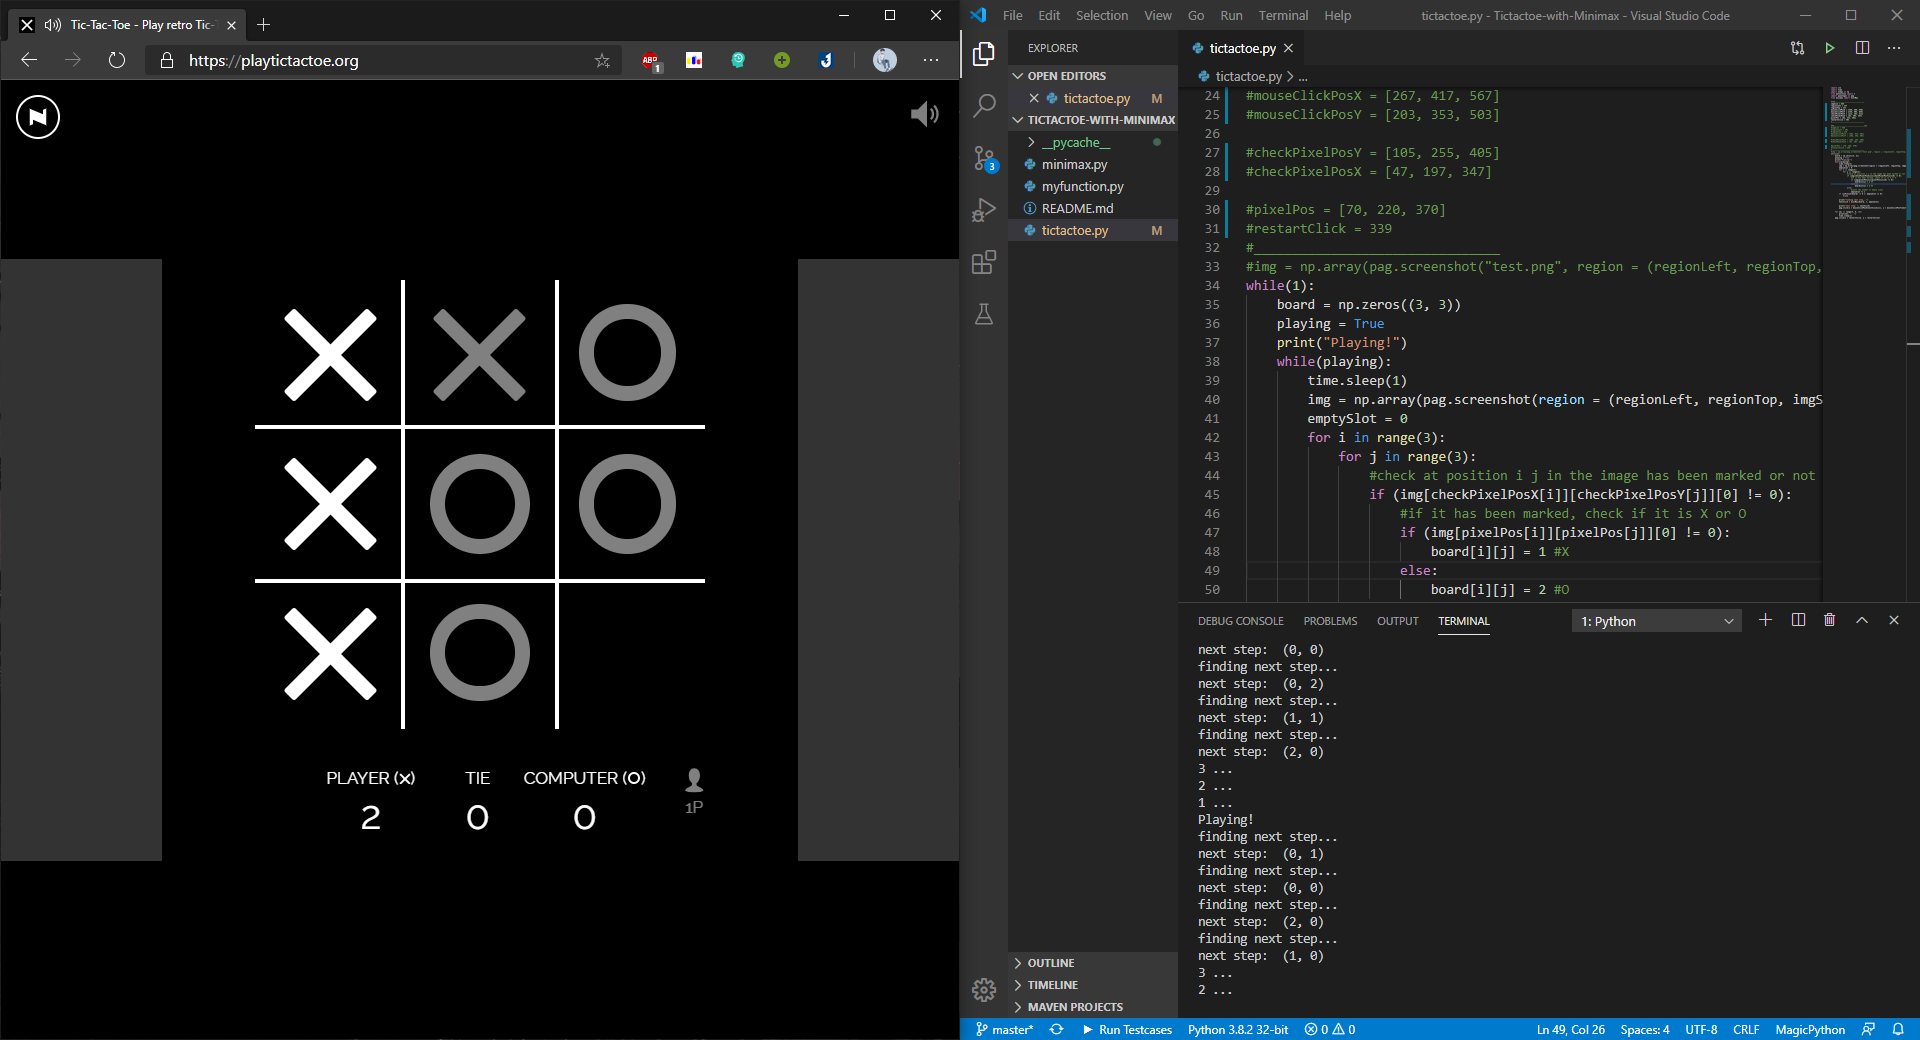 Tic-Tac-Toe - Play retro Tic-
https://playtictactoe.org
ABP
1
N
PLAYER (X) TIE COMPUTER (O)
2 0 0
1P
File Edit Selection View Go Run Terminal Help
tictactoe.py - Tictactoe-with-Minimax - Visual Studio Code
EXPLORER
OPEN EDITORS
tictactoe.py M
TICTACTOE-WITH-MINIMAX
__pycache__
minimax.py
myfunction.py
README.md
tictactoe.py M
3
OUTLINE
TIMELINE
MAVEN PROJECTS
tictactoe.py
tictactoe.py > ...
24 #mouseClickPosX = [267, 417, 567]
25 #mouseClickPosY = [203, 353, 503]
26
27 #checkPixelPosY = [105, 255, 405]
28 #checkPixelPosX = [47, 197, 347]
29
30 #pixelPos = [70, 220, 370]
31 #restartClick = 339
32 #________________________________
33 #img = np.array(pag.screenshot("test.png", region = (regionLeft, regionTop,
34 while(1):
35 board = np.zeros((3, 3))
36 playing = True
37 print("Playing!")
38 while(playing):
39 time.sleep(1)
40 img = np.array(pag.screenshot(region = (regionLeft, regionTop, imgS
41 emptySlot = 0
42 for i in range(3):
43 for j in range(3):
44 #check at position i j in the image has been marked or not
45 if (img[checkPixelPosX[i]][checkPixelPosY[j]][0] != 0):
46 #if it has been marked, check if it is X or O
47 if (img[pixelPos[i]][pixelPos[j]][0] != 0):
48 board[i][j] = 1 #X
49 else:
50 board[i][j] = 2 #O
DEBUG CONSOLE PROBLEMS OUTPUT TERMINAL 1: Python
next step: (0, 0)
finding next step...
next step: (0, 2)
finding next step...
next step: (1, 1)
finding next step...
next step: (2, 0)
3 ...
2 ...
1 ...
Playing!
finding next step...
next step: (0, 1)
finding next step...
next step: (0, 0)
finding next step...
next step: (2, 0)
finding next step...
next step: (1, 0)
3 ...
2 ...
master* Run Testcases Python 3.8.2 32-bit 0 0 Ln 49, Col 26 Spaces: 4 UTF-8 CRLF MagicPython